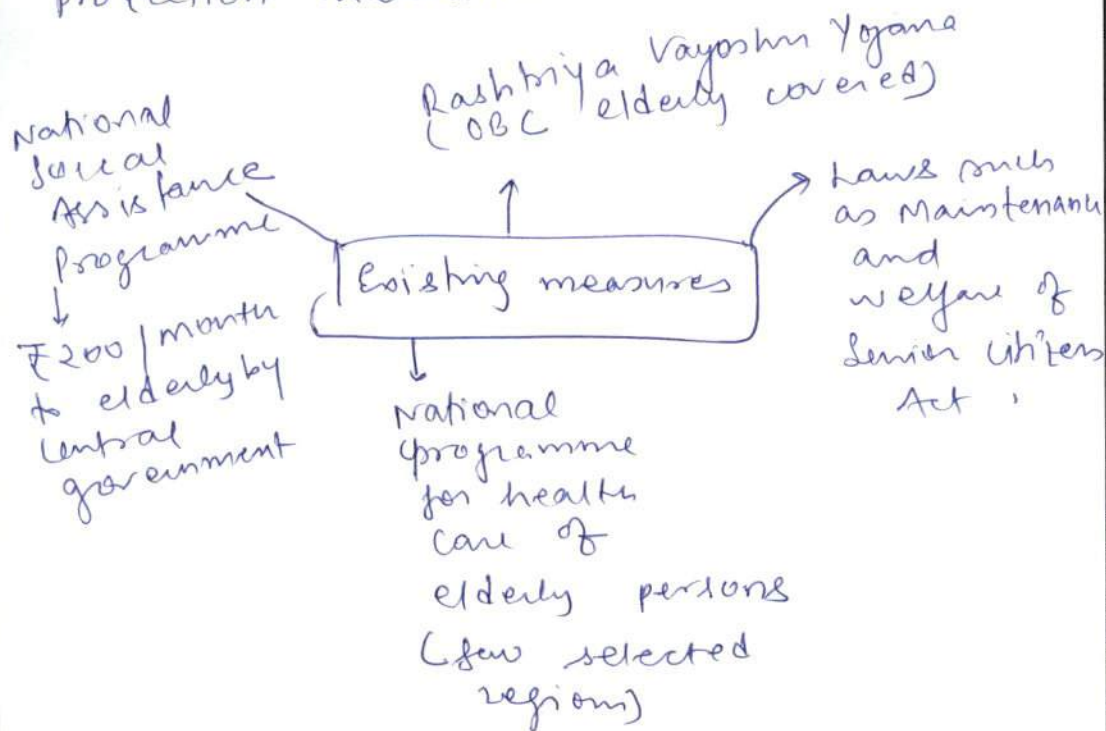 Rashtriya Vayoshri Yojana
(OBC elderly covered)
National
Social
Assistance
Programme
₹200/month
to elderly by
Central
government
Existing measures
Laws such
as Maintenance
and
welfare of
Senior Citizens
Act.
National
programme
for health
care of
elderly persons
(few selected
regions)